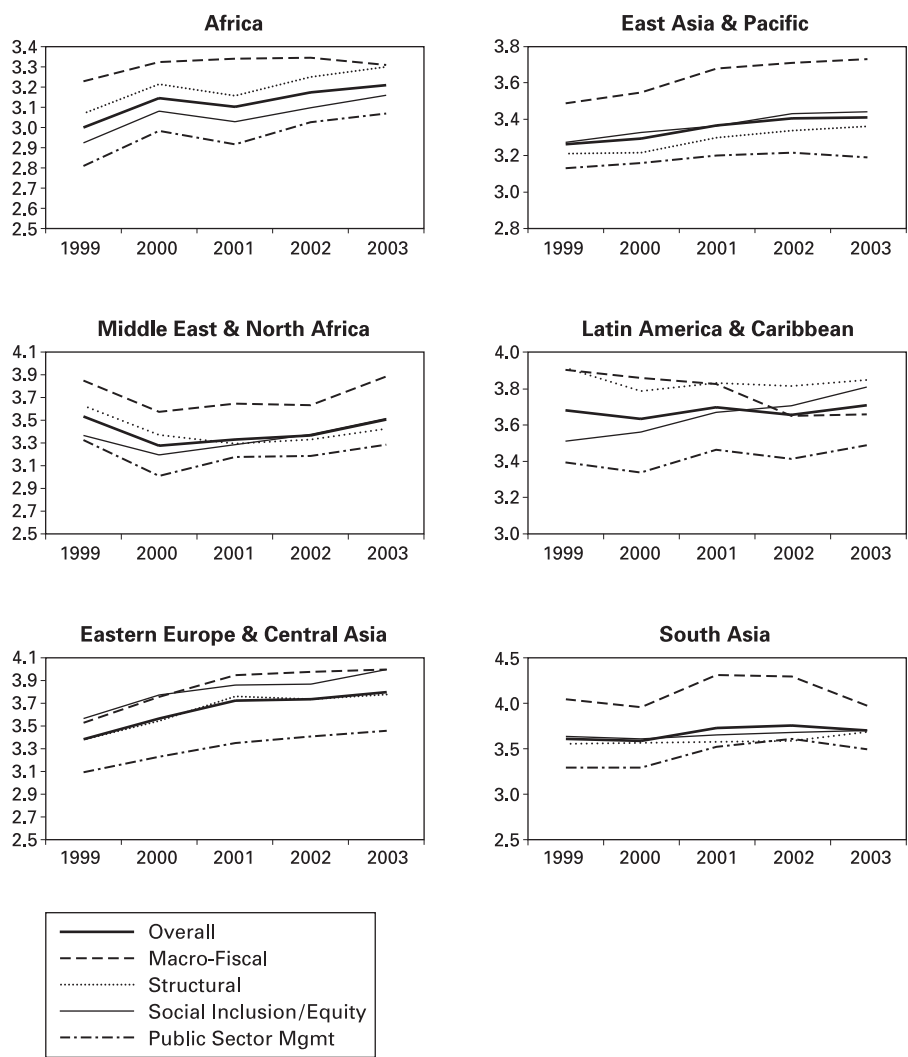 Africa
3.4
3.3
3.2
3.1
3.0
2.9
2.8
2.7
2.6
2.5
1999 2000 2001 2002 2003
East Asia & Pacific
3.8
3.6
3.4
3.2
3.0
2.8
1999 2000 2001 2002 2003
Middle East & North Africa
4.1
3.9
3.7
3.5
3.3
3.1
2.9
2.7
2.5
1999 2000 2001 2002 2003
Latin America & Caribbean
4.0
3.8
3.6
3.4
3.2
3.0
1999 2000 2001 2002 2003
Eastern Europe & Central Asia
4.1
3.9
3.7
3.5
3.3
3.1
2.9
2.7
2.5
1999 2000 2001 2002 2003
South Asia
4.5
4.0
3.5
3.0
2.5
1999 2000 2001 2002 2003
Overall
Macro-Fiscal
Structural
Social Inclusion/Equity
Public Sector Mgmt